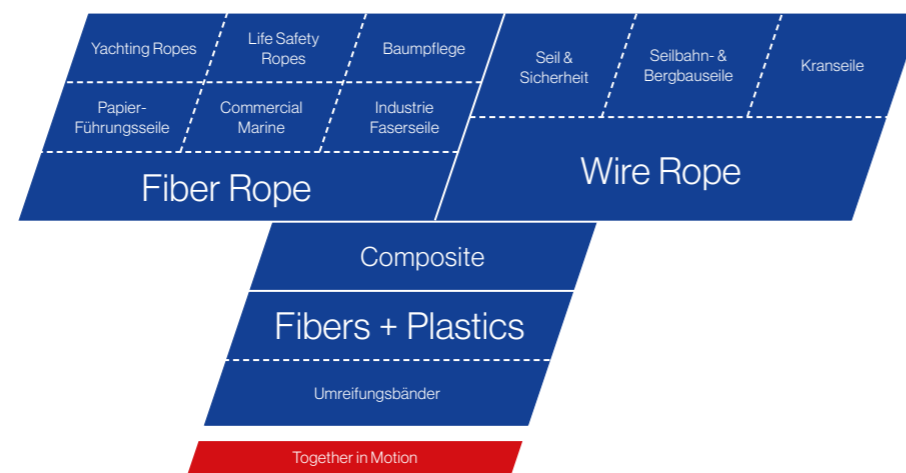 Yachting Ropes
Life Safety
Ropes
Baumpflege
Seil &
Sicherheit
Seilbahn- &
Bergbauseile
Kranseile
Papier-
Führungsseile
Commercial
Marine
Industrie
Faserseile
Fiber Rope
Wire Rope
Composite
Fibers + Plastics
Umreifungsbänder
Together in Motion